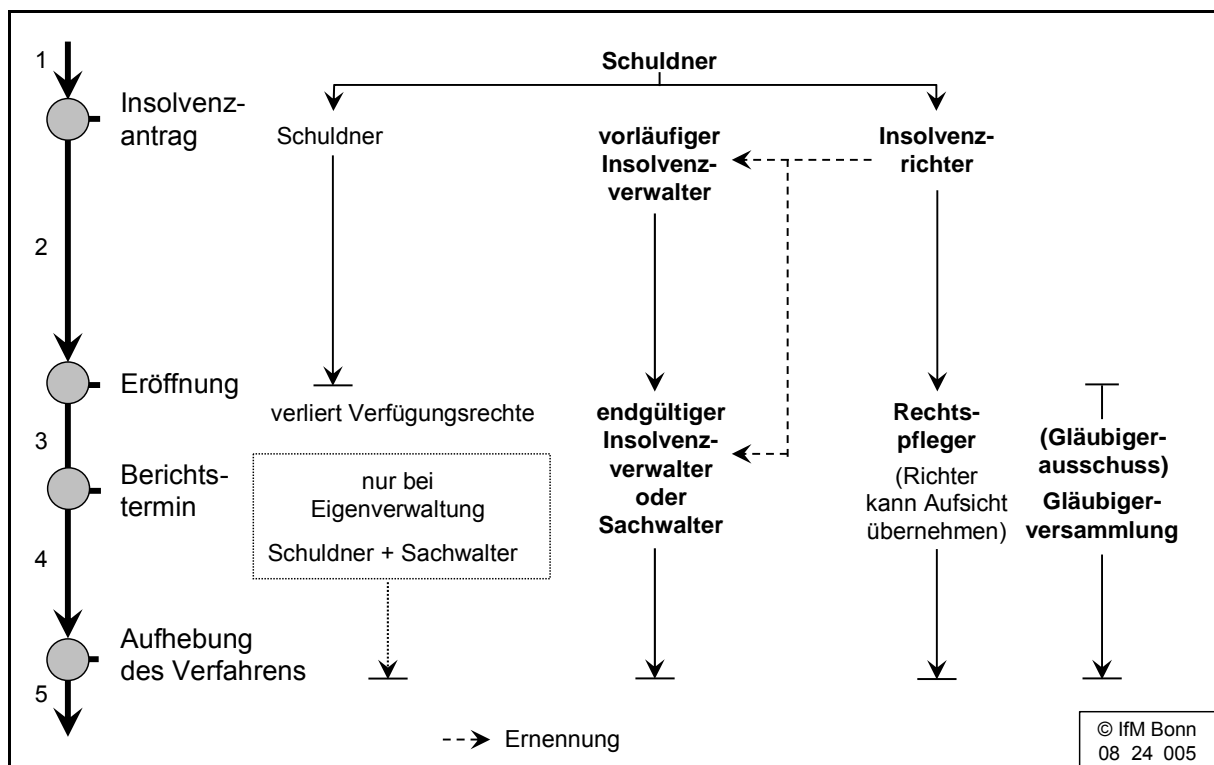 1
Insolvenz-
antrag
2
Eröffnung
3
Berichts-
termin
4
Aufhebung
des Verfahrens
5
Schuldner
Schuldner
verliert Verfügungsrechte
nur bei
Eigenverwaltung
Schuldner + Sachwalter
vorläufiger
Insolvenz-
verwalter
endgültiger
Insolvenz-
verwalter
oder
Sachwalter
Insolvenz-
richter
Rechts-
pfleger
(Richter
kann Aufsicht
übernehmen)
(Gläubiger-
ausschuss)
Gläubiger-
versammlung
Ernennung
© IfM Bonn
08 24 005